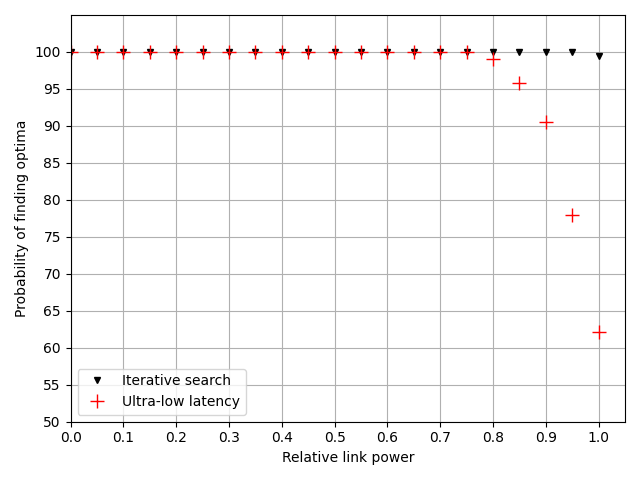 Probability of finding optima
100
95
90
85
80
75
70
65
60
55
50
Iterative search
Ultra-low latency
0.0 0.1 0.2 0.3 0.4 0.5 0.6 0.7 0.8 0.9 1.0
Relative link power